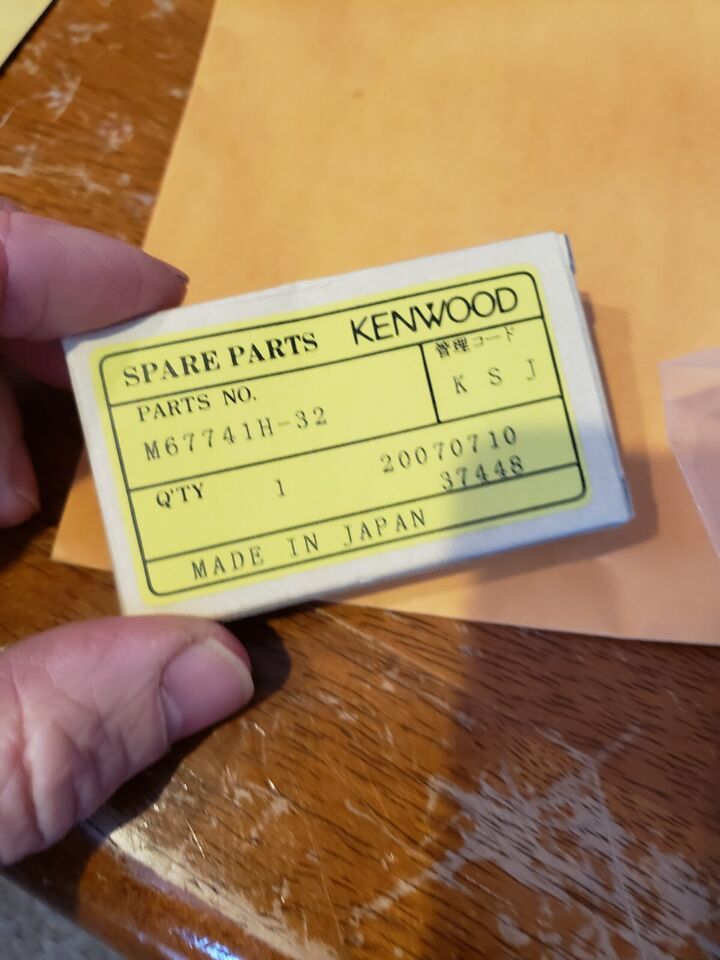 SPARE PARTS KENWOOD
PARTS NO.
管理コード
M67741H-32
K S J
Q'TY 1 20070710
37448
MADE IN JAPAN